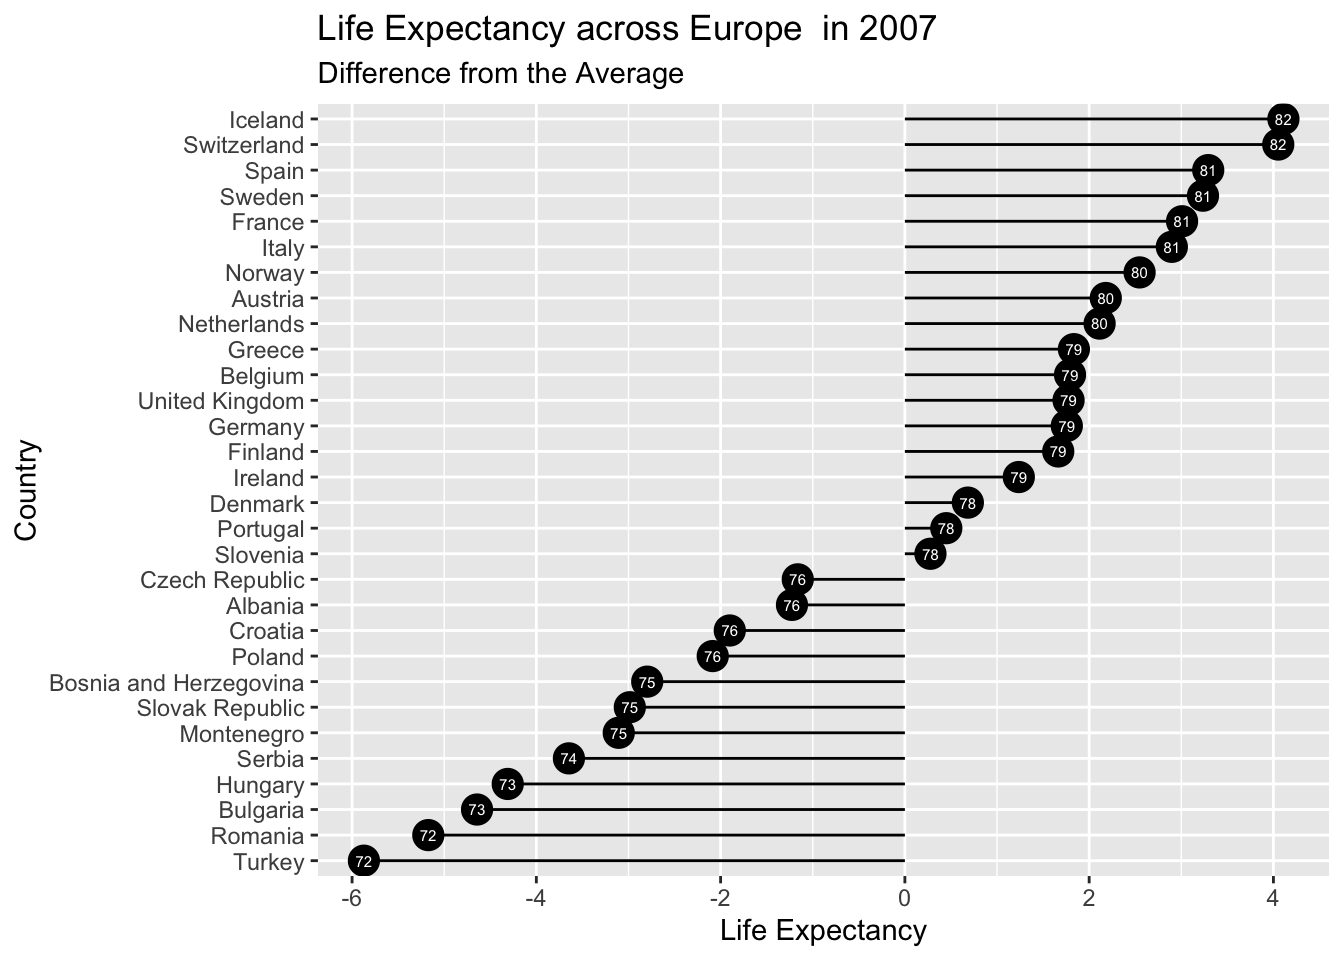 Life Expectancy across Europe  in 2007
Difference from the Average
Country
Iceland 82
Switzerland 82
Spain 81
Sweden 81
France 81
Italy 81
Norway 80
Austria 80
Netherlands 80
Greece 79
Belgium 79
United Kingdom 79
Germany 79
Finland 79
Ireland 79
Denmark 78
Portugal 78
Slovenia 78
Czech Republic 76
Albania 76
Croatia 76
Poland 76
Bosnia and Herzegovina 75
Slovak Republic 75
Montenegro 75
Serbia 74
Hungary 73
Bulgaria 73
Romania 72
Turkey 72
-6 -4 -2 0 2 4
Life Expectancy